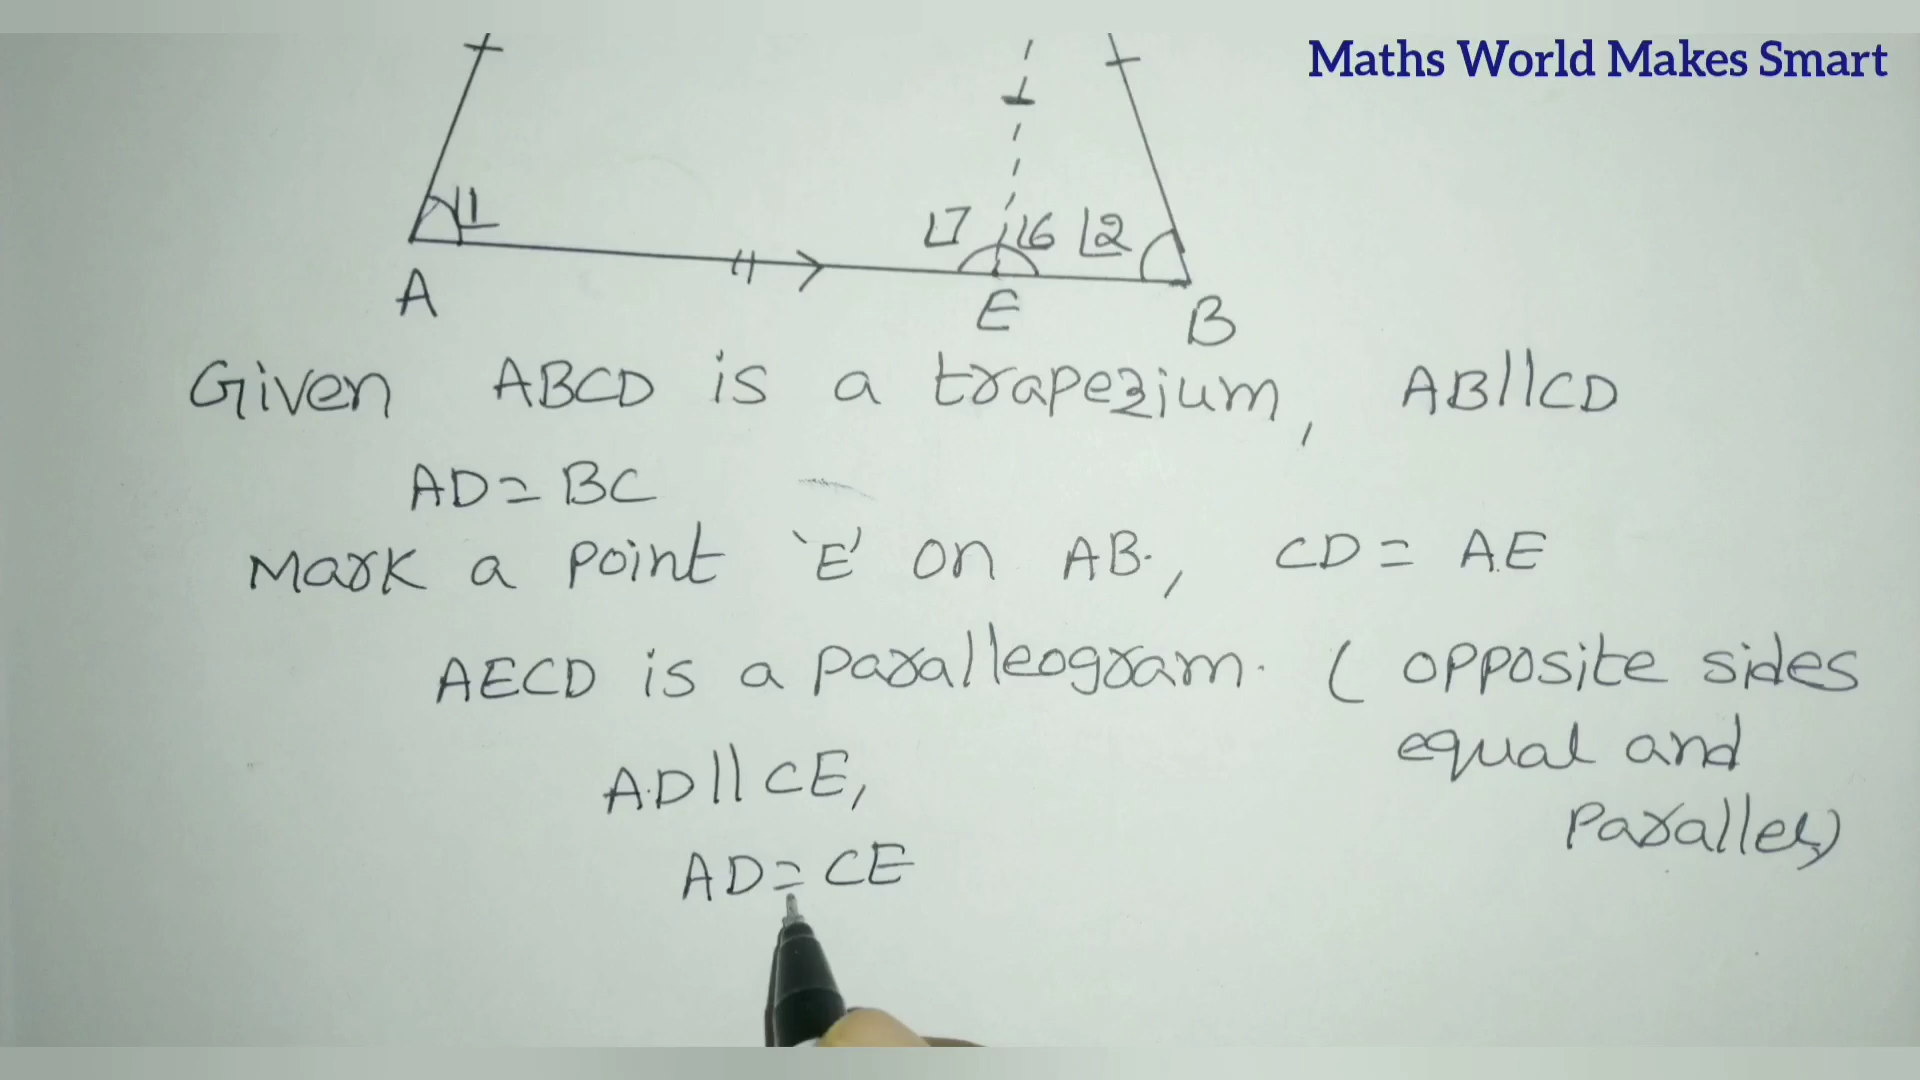 Maths World Makes Smart
∟1
∟7 ∟6 ∟2
A E B
Given ABCD is a trapezium, AB||CD
AD = BC
Mark a point 'E' on AB., CD = AE
AECD is a paralleogram. ( opposite sides
equal and
parallel)
AD || CE,
AD = CE